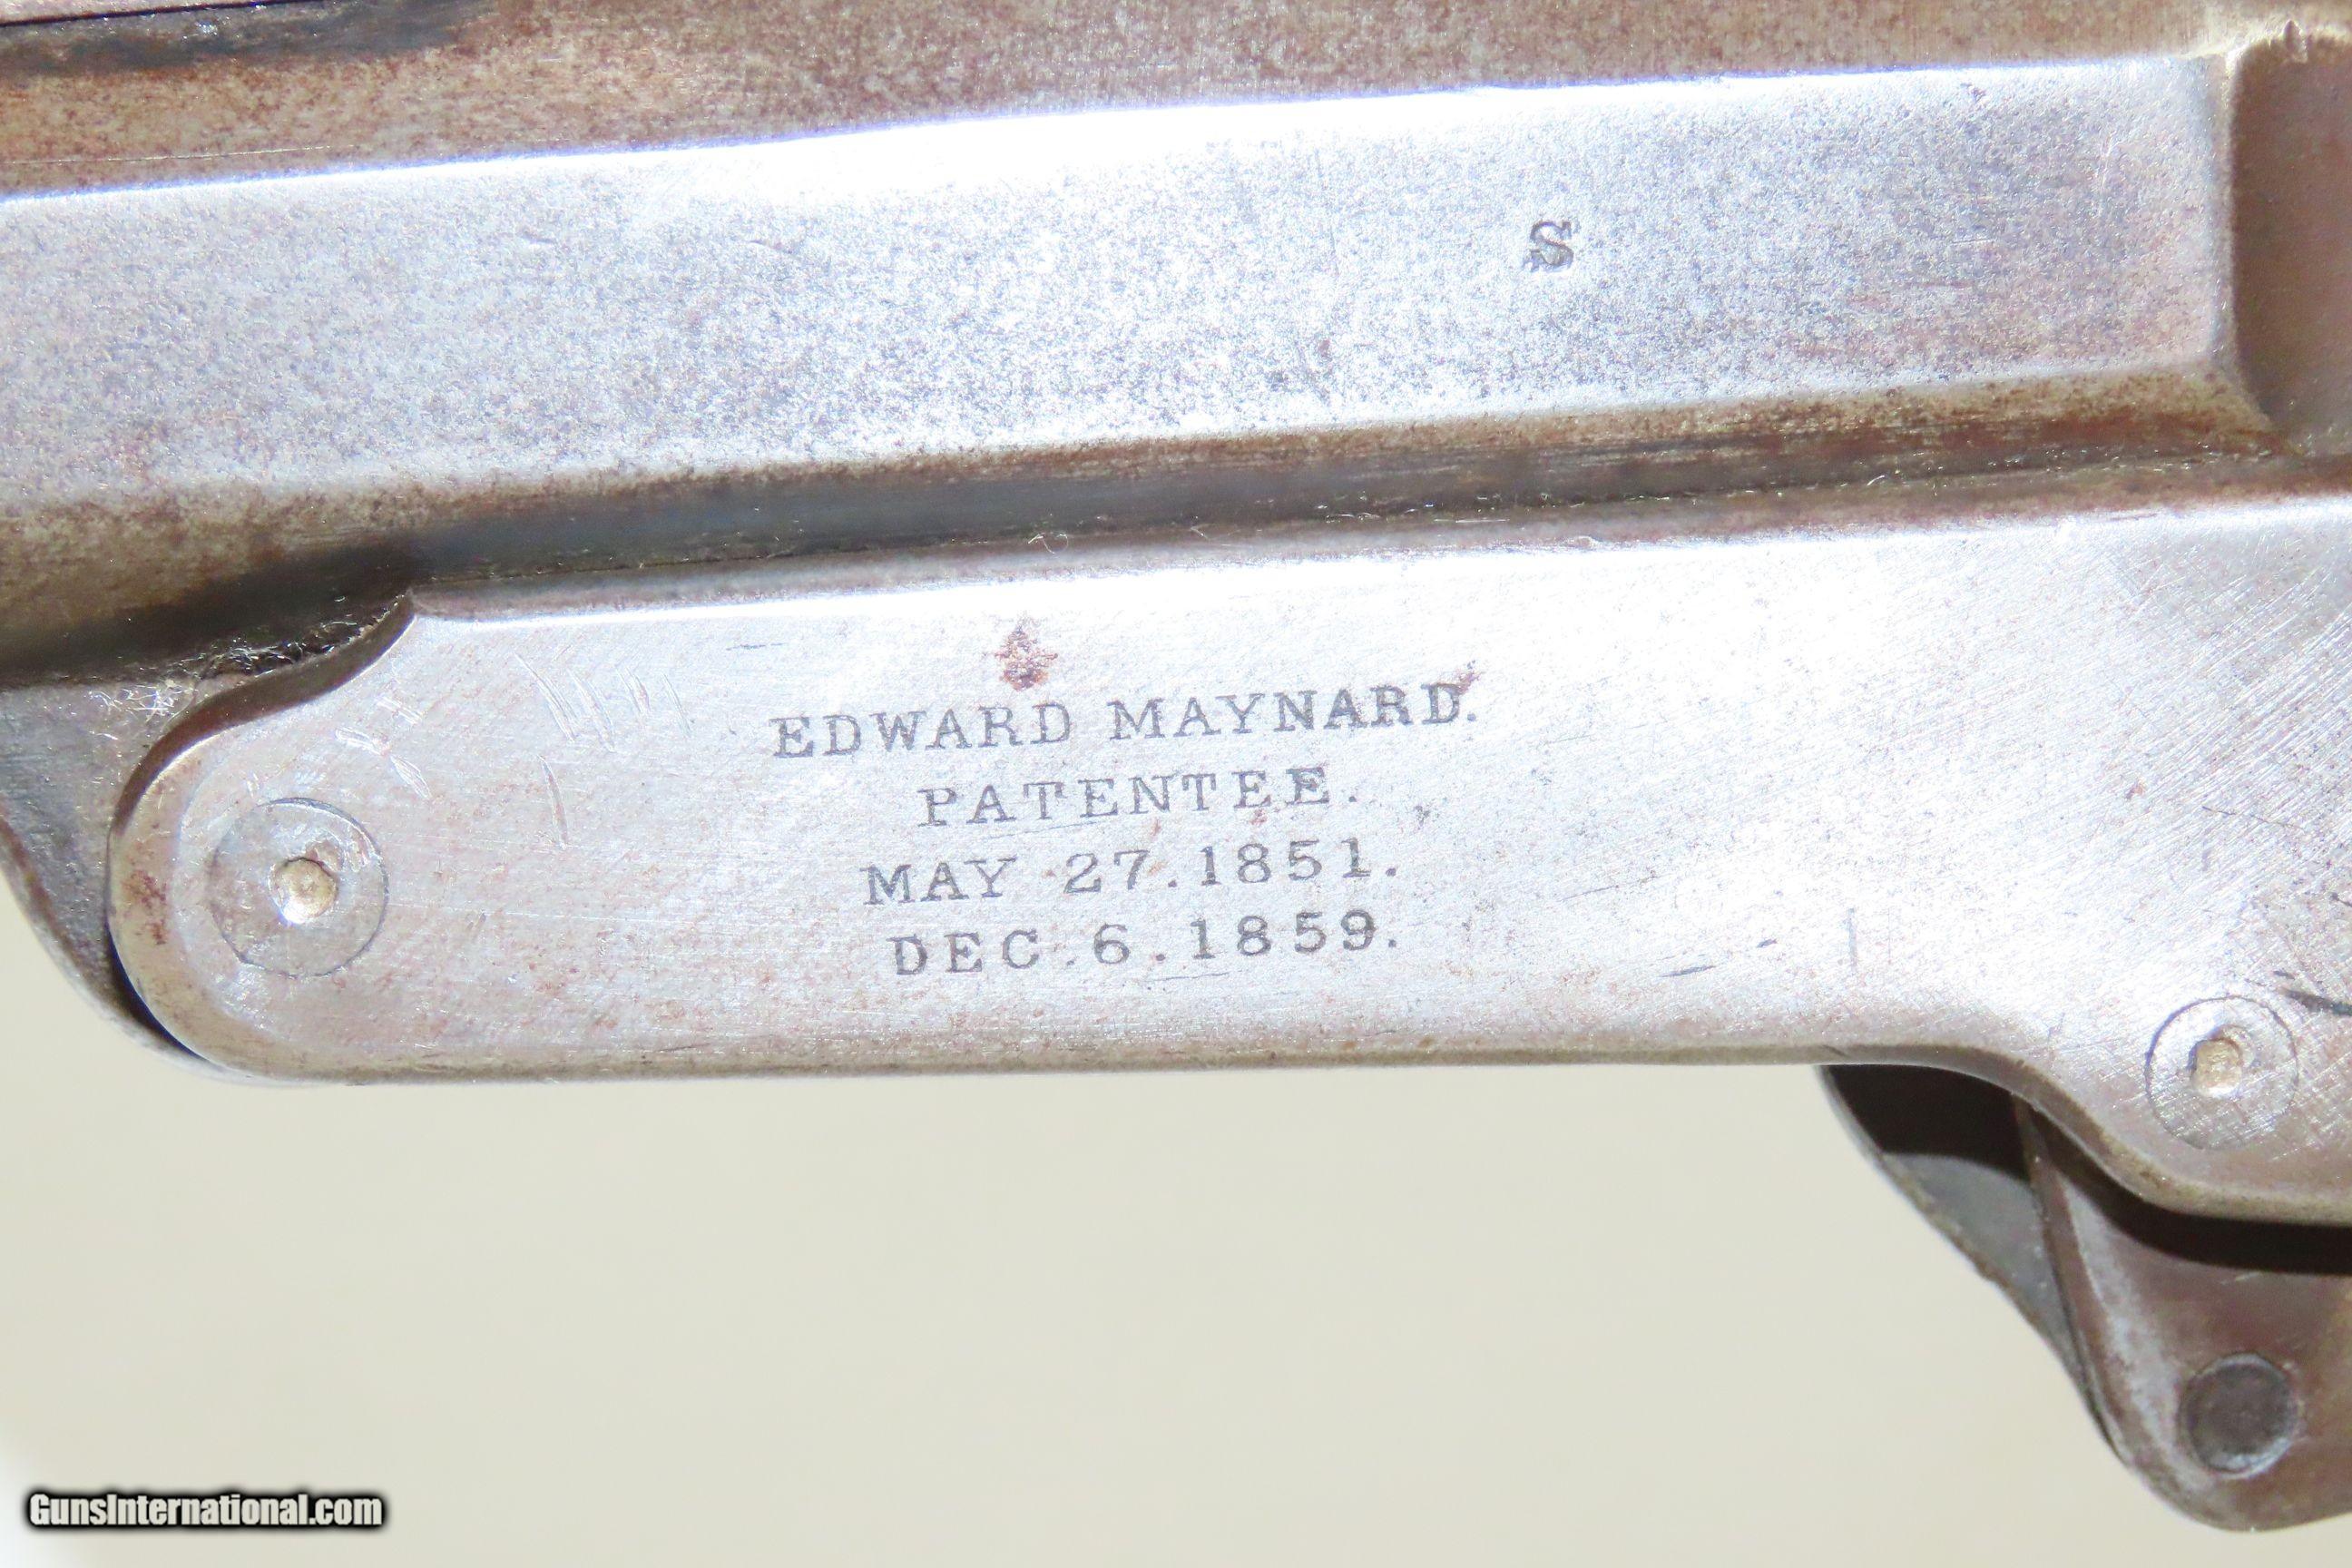 S
EDWARD MAYNARD.
PATENTEE.
MAY 27.1851.
DEC.6.1859.
GunsInternational.com